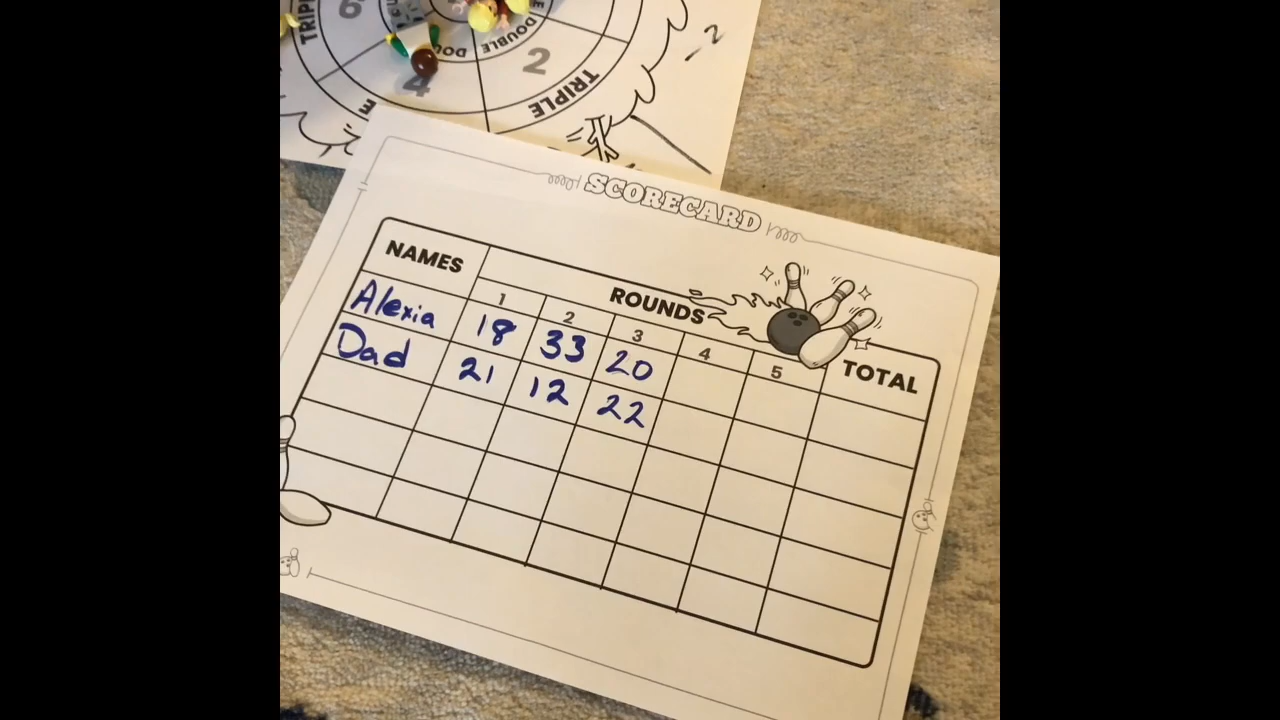 6
DOUBLE
2
4
TRIPLE
-2
SCORECARD
NAMES ROUNDS TOTAL
1 2 3 4 5
Alexia 18 33 20
Dad 21 12 22